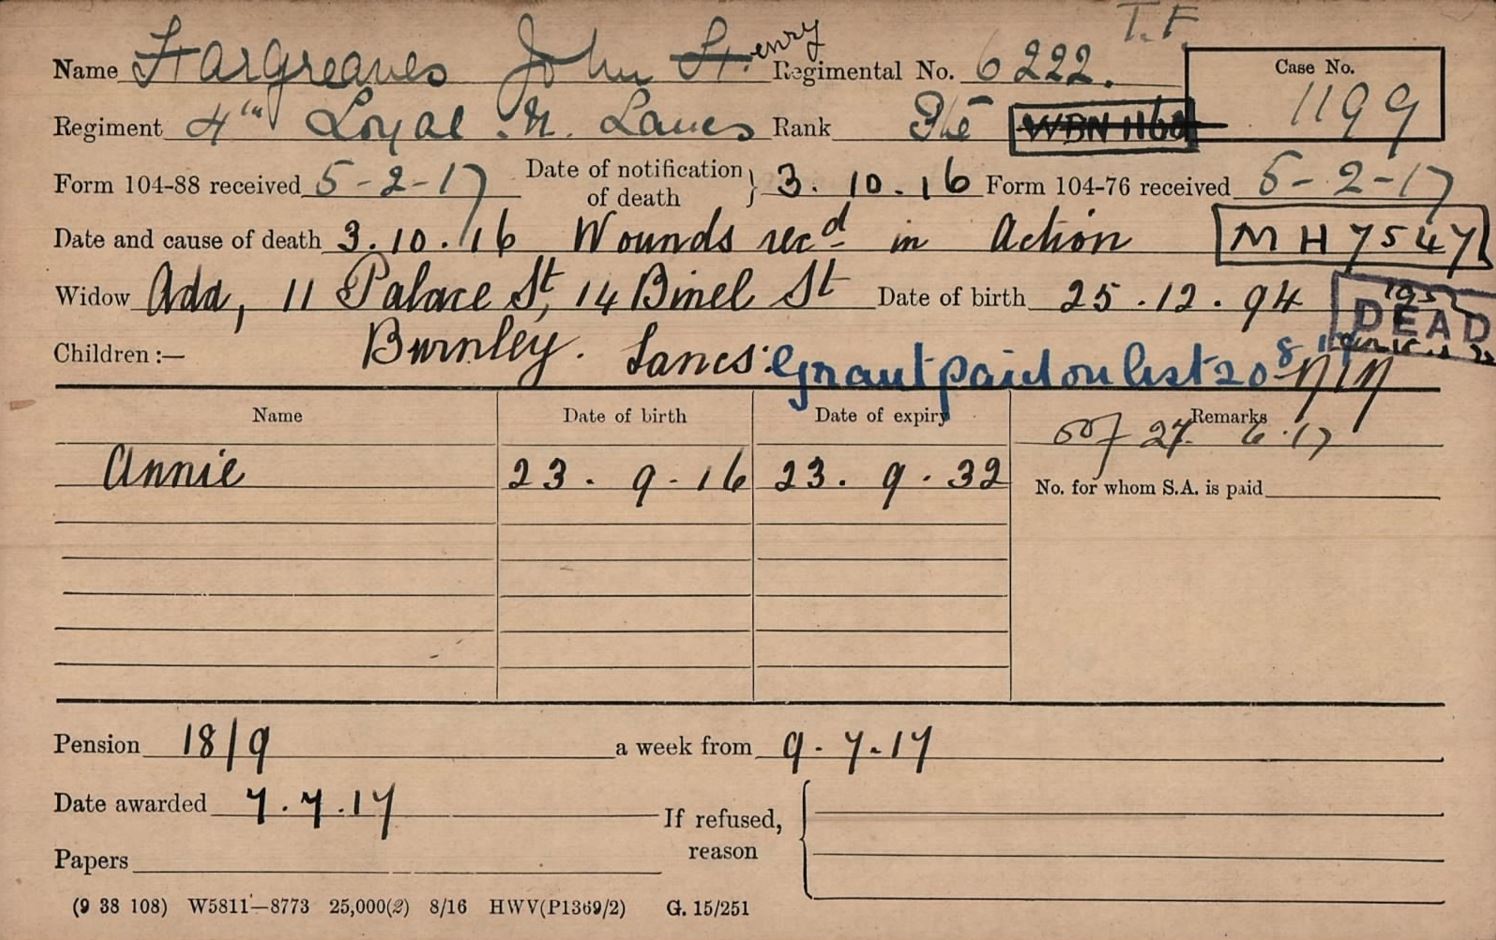 T.F.
Name Hargreaves John Henry Regimental No. 6222. Case No. 1199
Regiment 4th Loyal N. Lancs Rank Pte WBN 1160
Form 104-88 received 5-2-17 Date of notification of death } 3.10.16 Form 104-76 received 5-2-17
Date and cause of death 3.10.16 Wounds recd in Action MH7547
Widow Ada, 11 Palace St, 14 Binel St Date of birth 25.12.94 DEAD
Children :— Burnley. Lancs: Grant paid on list 20
Name Date of birth Date of expiry Remarks
27.6.17
Annie 23.9.16 23.9.32
No. for whom S.A. is paid
Pension 18/9 a week from 9.7.17
Date awarded 7.7.17
If refused, reason
Papers
(9 38 108) W5811—8773 25,000(2) 8/16 HWV(P1369/2) G. 15/251